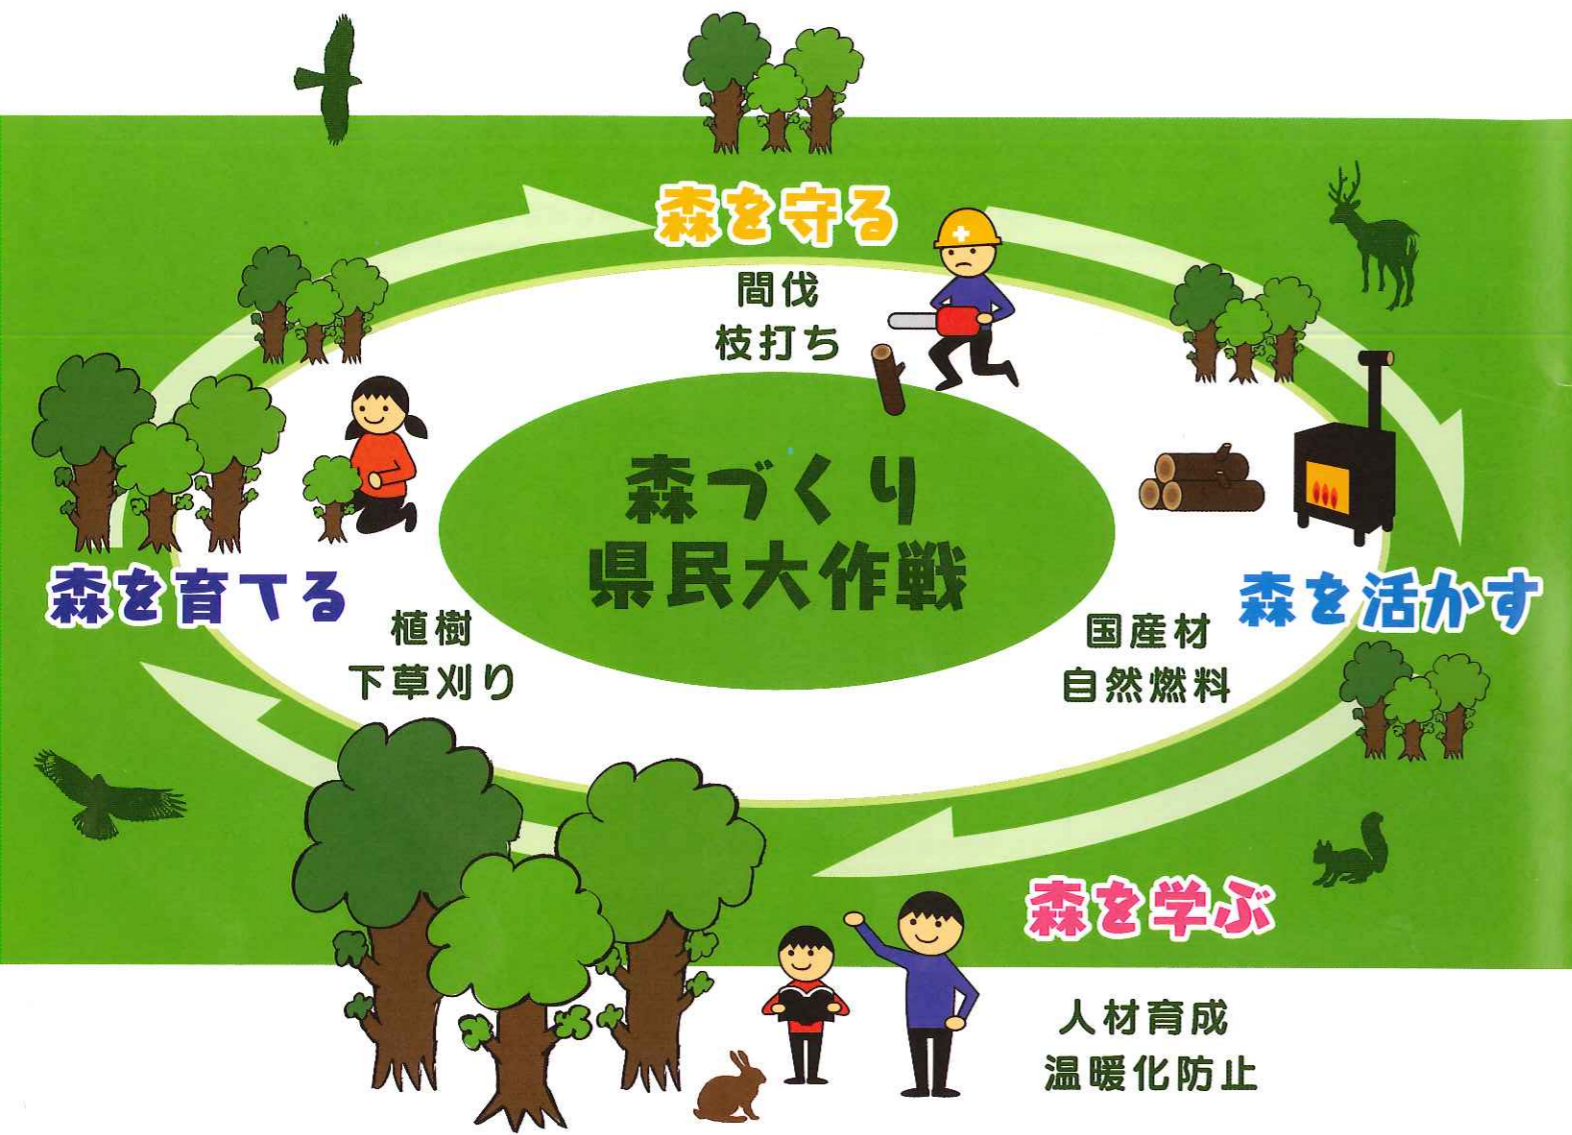 森を守る
間伐
枝打ち
森づくり
県民大作戦
森を育てる
植樹
下草刈り
森を活かす
国産材
自然燃料
森を学ぶ
人材育成
温暖化防止